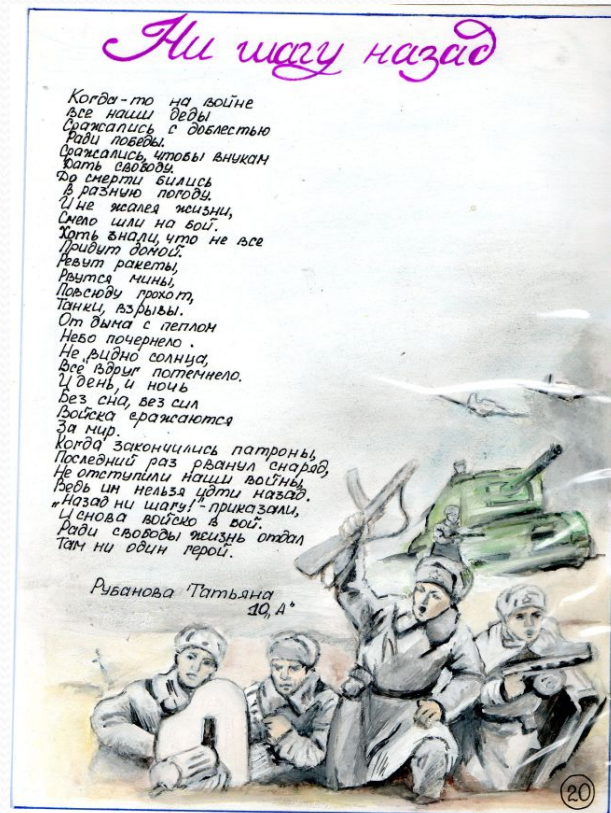 Ни шагу назад
Когда-то на войне
Все наши деды
Сражались с доблестью
Ради победы.
Сражались, чтобы внукам
Дать свободу.
До смерти бились
В разную погоду.
И не жалея жизни,
Смело шли на бой.
Хоть знали, что не все
Придут домой.
Ревут ракеты,
Рвутся мины,
Повсюду грохот,
Танки, взрывы.
От дыма с пеплом
Небо почернело.
Не видно солнца,
Все вдруг потемнело.
И день, и ночь
Без сна, без сил
Войска сражаются
За мир.
Когда закончились патроны,
Последний раз рванул снаряд,
Не отступили наши войны,
Ведь им нельзя идти назад.
„Назад ни шагу!" - приказали,
И снова войско в бой.
Ради свободы жизнь отдал
Там ни один герой.
Рубанова Татьяна
10 „А"
20